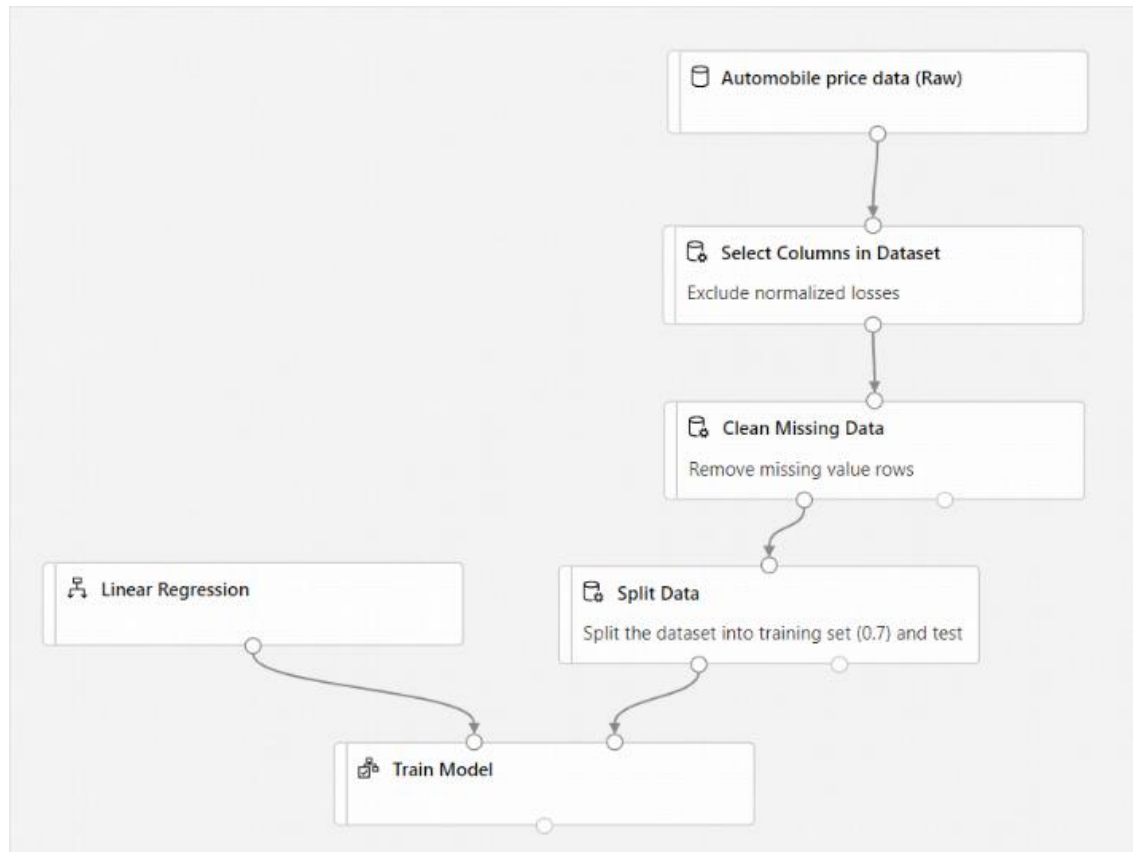 Automobile price data (Raw)
Select Columns in Dataset
Exclude normalized losses
Clean Missing Data
Remove missing value rows
Linear Regression
Split Data
Split the dataset into training set (0.7) and test
Train Model